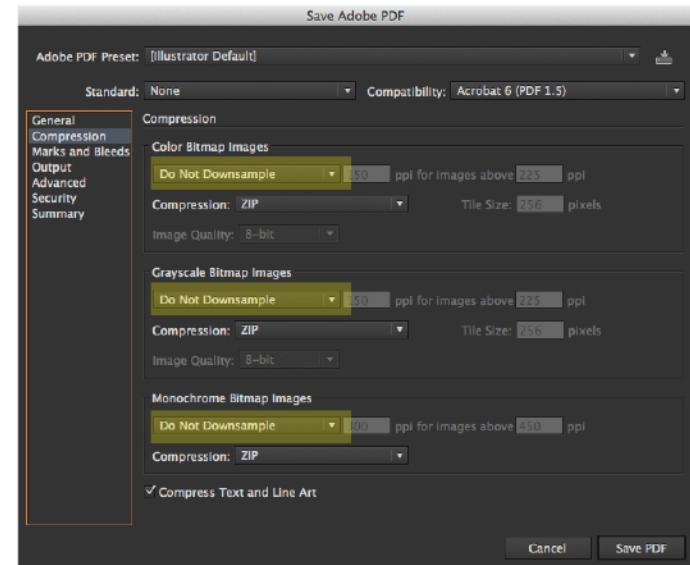 Save Adobe PDF
Adobe PDF Preset: [Illustrator Default]
Standard: None Compatibility: Acrobat 6 (PDF 1.5)
General
Compression
Marks and Bleeds
Output
Advanced
Security
Summary
Compression
Color Bitmap Images
Do Not Downsample 150 ppi for images above 225 ppi
Compression: ZIP Tile Size: 256 pixels
Image Quality: 8-bit
Grayscale Bitmap Images
Do Not Downsample 150 ppi for images above 225 ppi
Compression: ZIP Tile Size: 256 pixels
Image Quality: 8-bit
Monochrome Bitmap Images
Do Not Downsample 300 ppi for images above 450 ppi
Compression: ZIP
Compress Text and Line Art
Cancel Save PDF